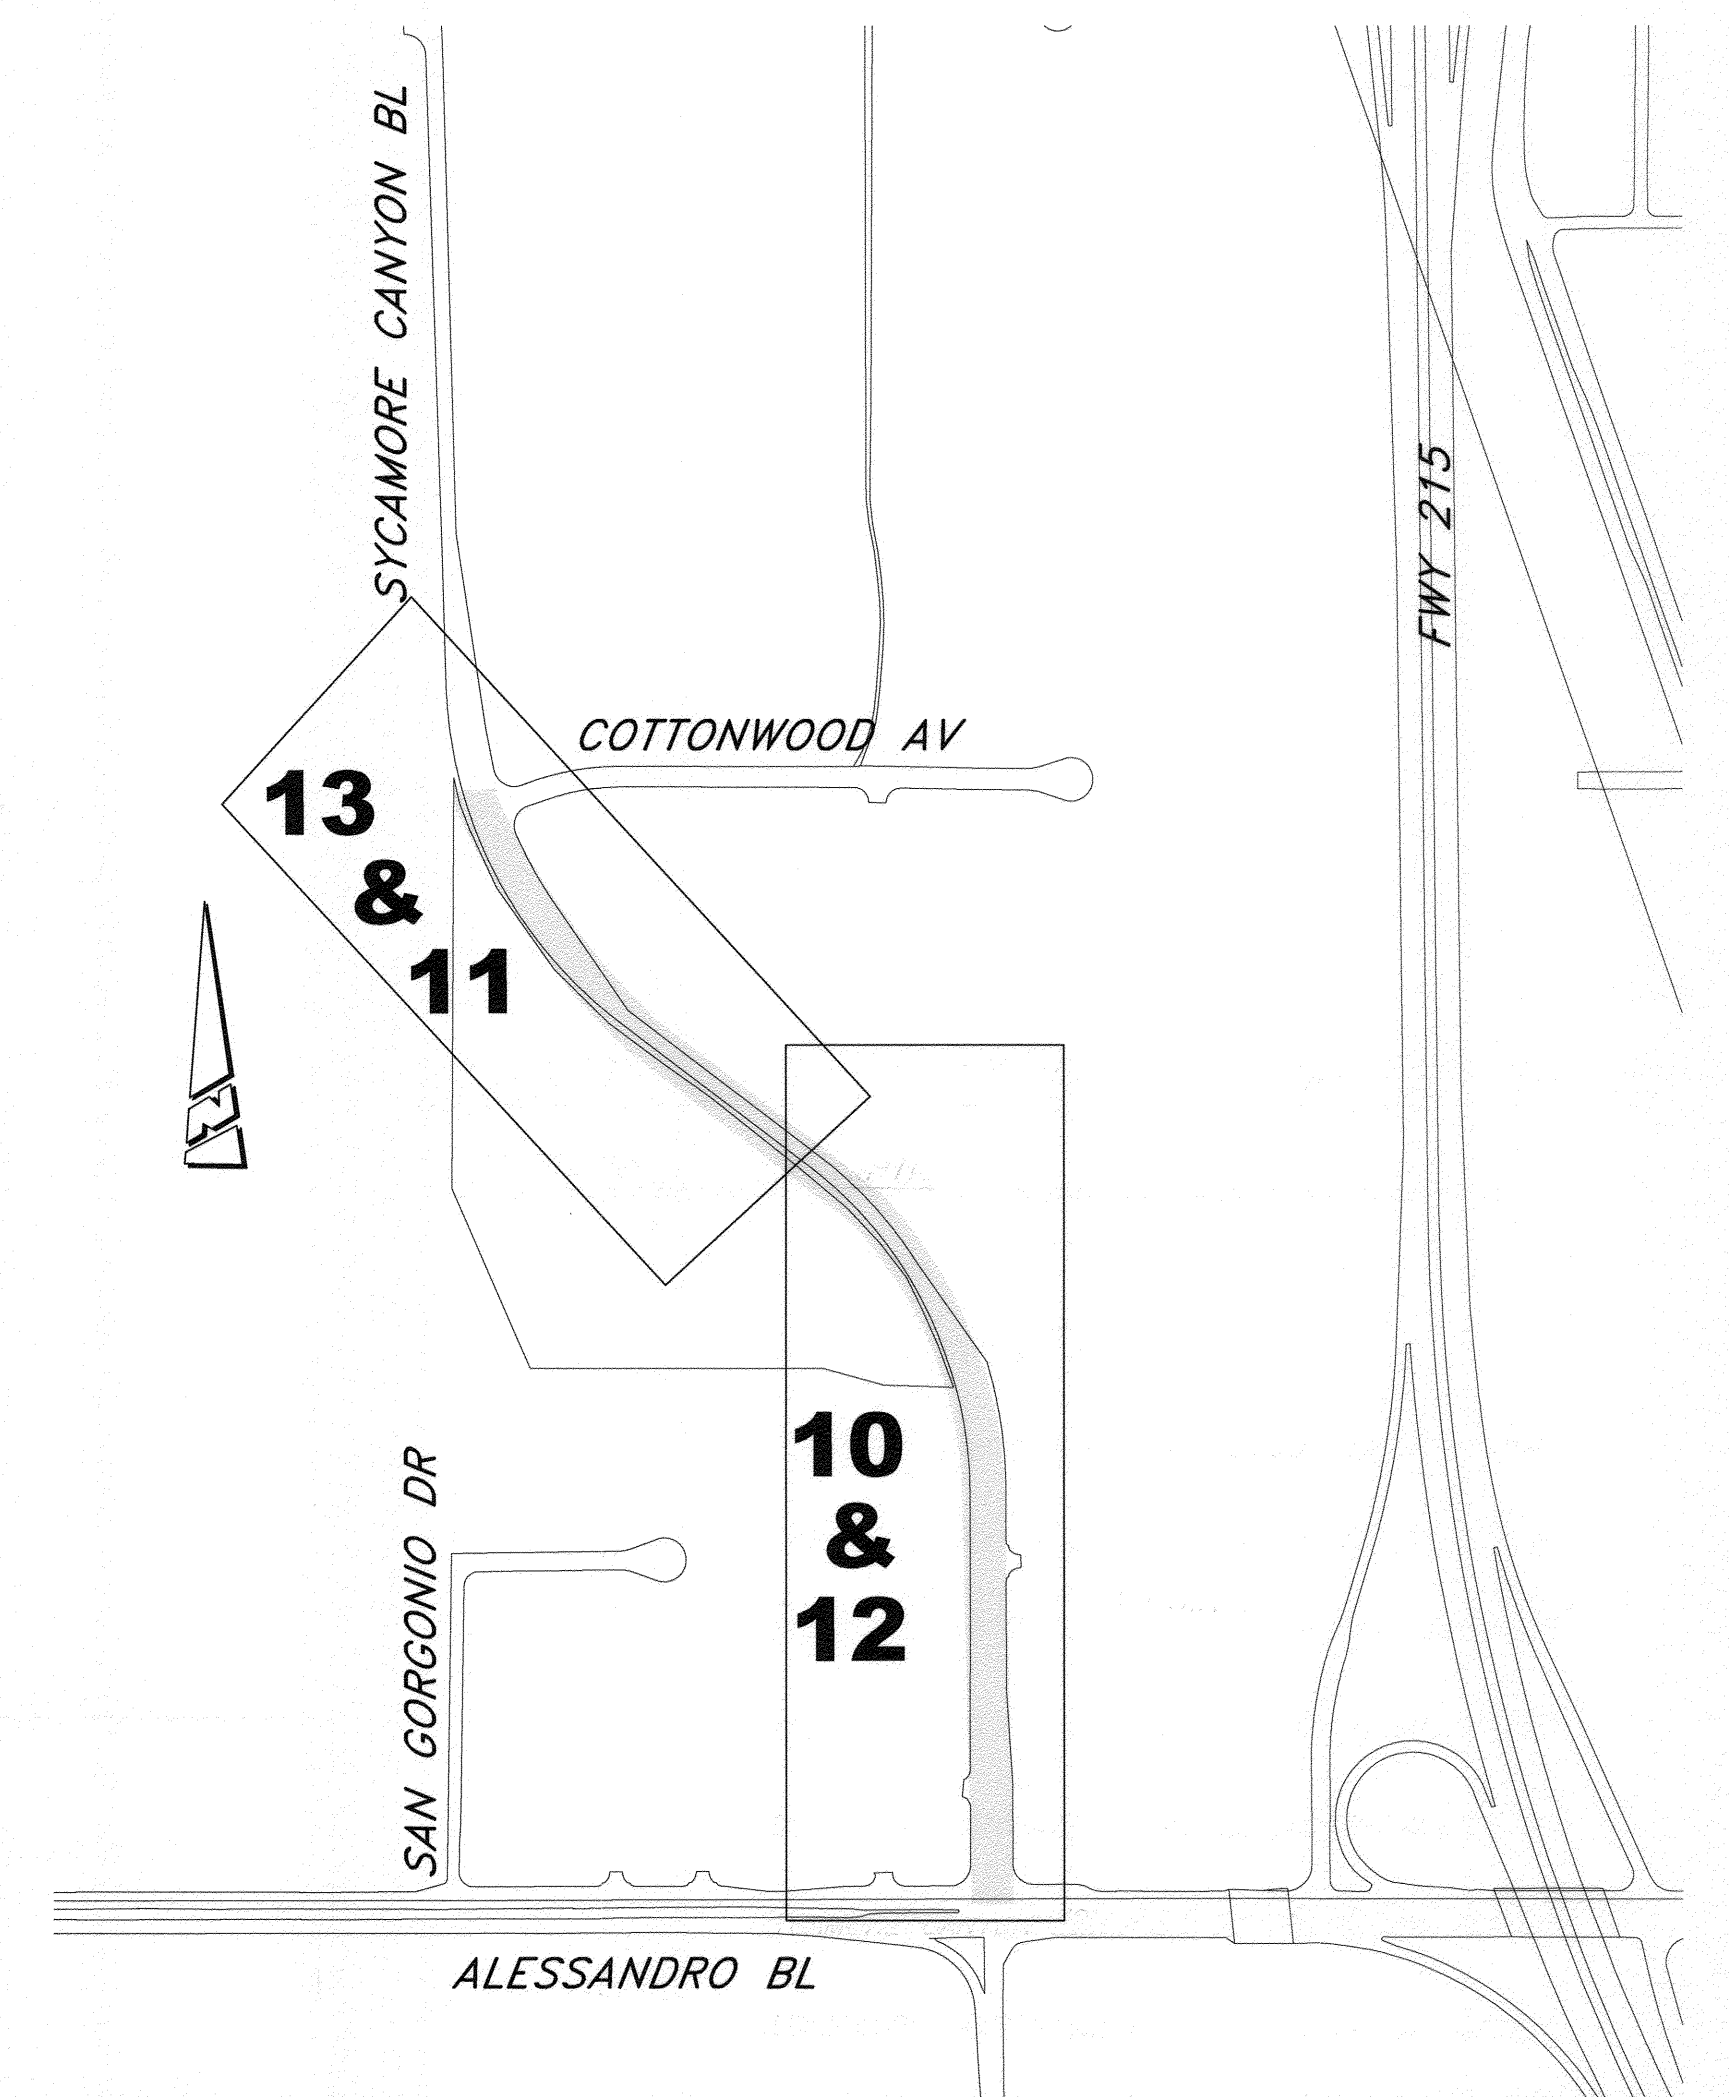 SYCAMORE CANYON BL
FWY 215
COTTONWOOD AV
13
&
11
N
10
&
12
SAN GORGONIO DR
ALESSANDRO BL